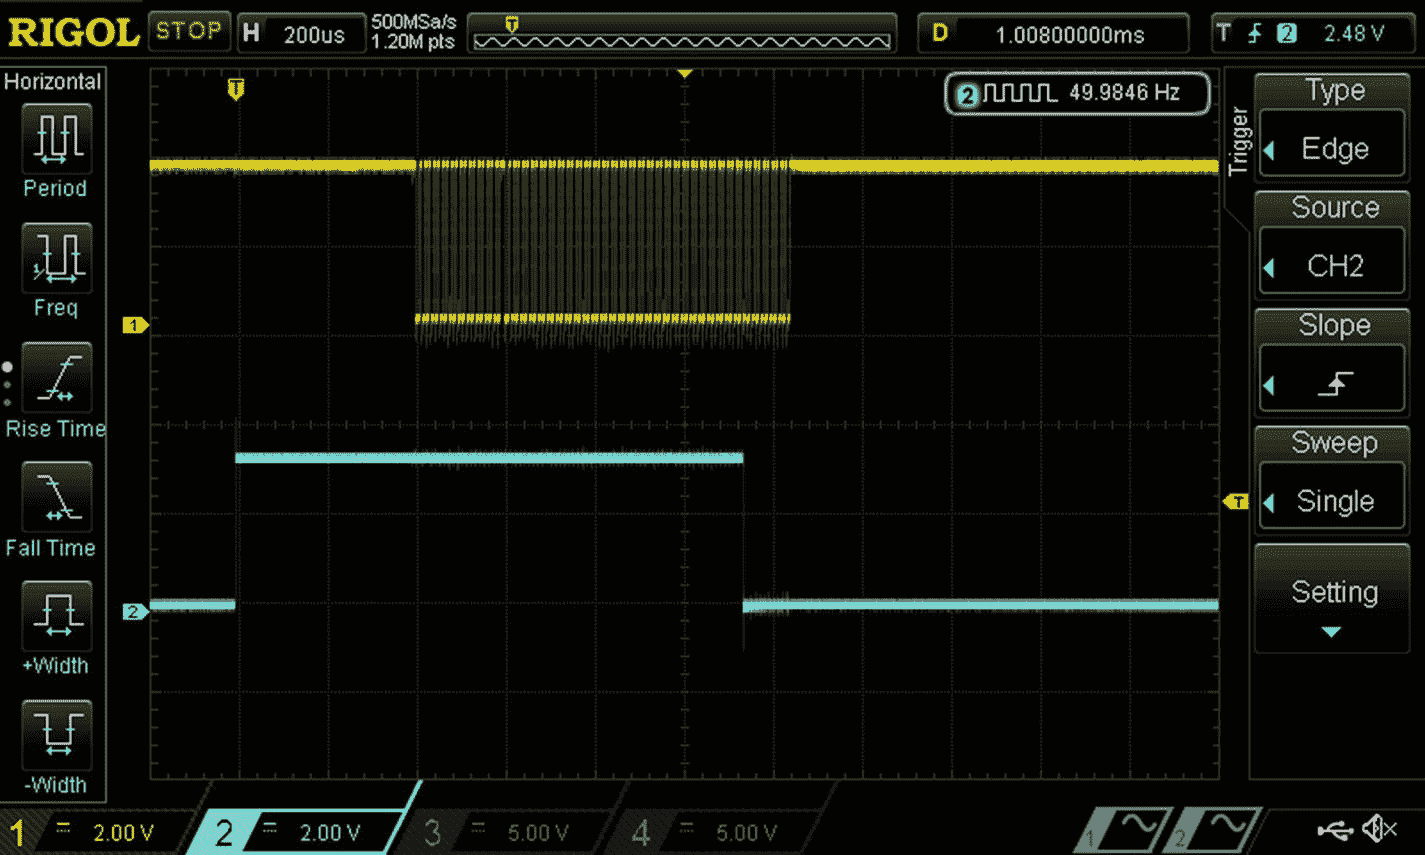 RIGOL STOP H 200us 500MSa/s
1.20M pts
T
D 1.00800000ms
T 2 2.48 V
Horizontal
Period
Freq
Rise Time
Fall Time
+Width
-Width
T
2 49.9846 Hz
1
2
T
Trigger
Type
Edge
Source
CH2
Slope
Sweep
Single
Setting
1 2.00 V
2 2.00 V
3 5.00 V
4 5.00 V
1
2